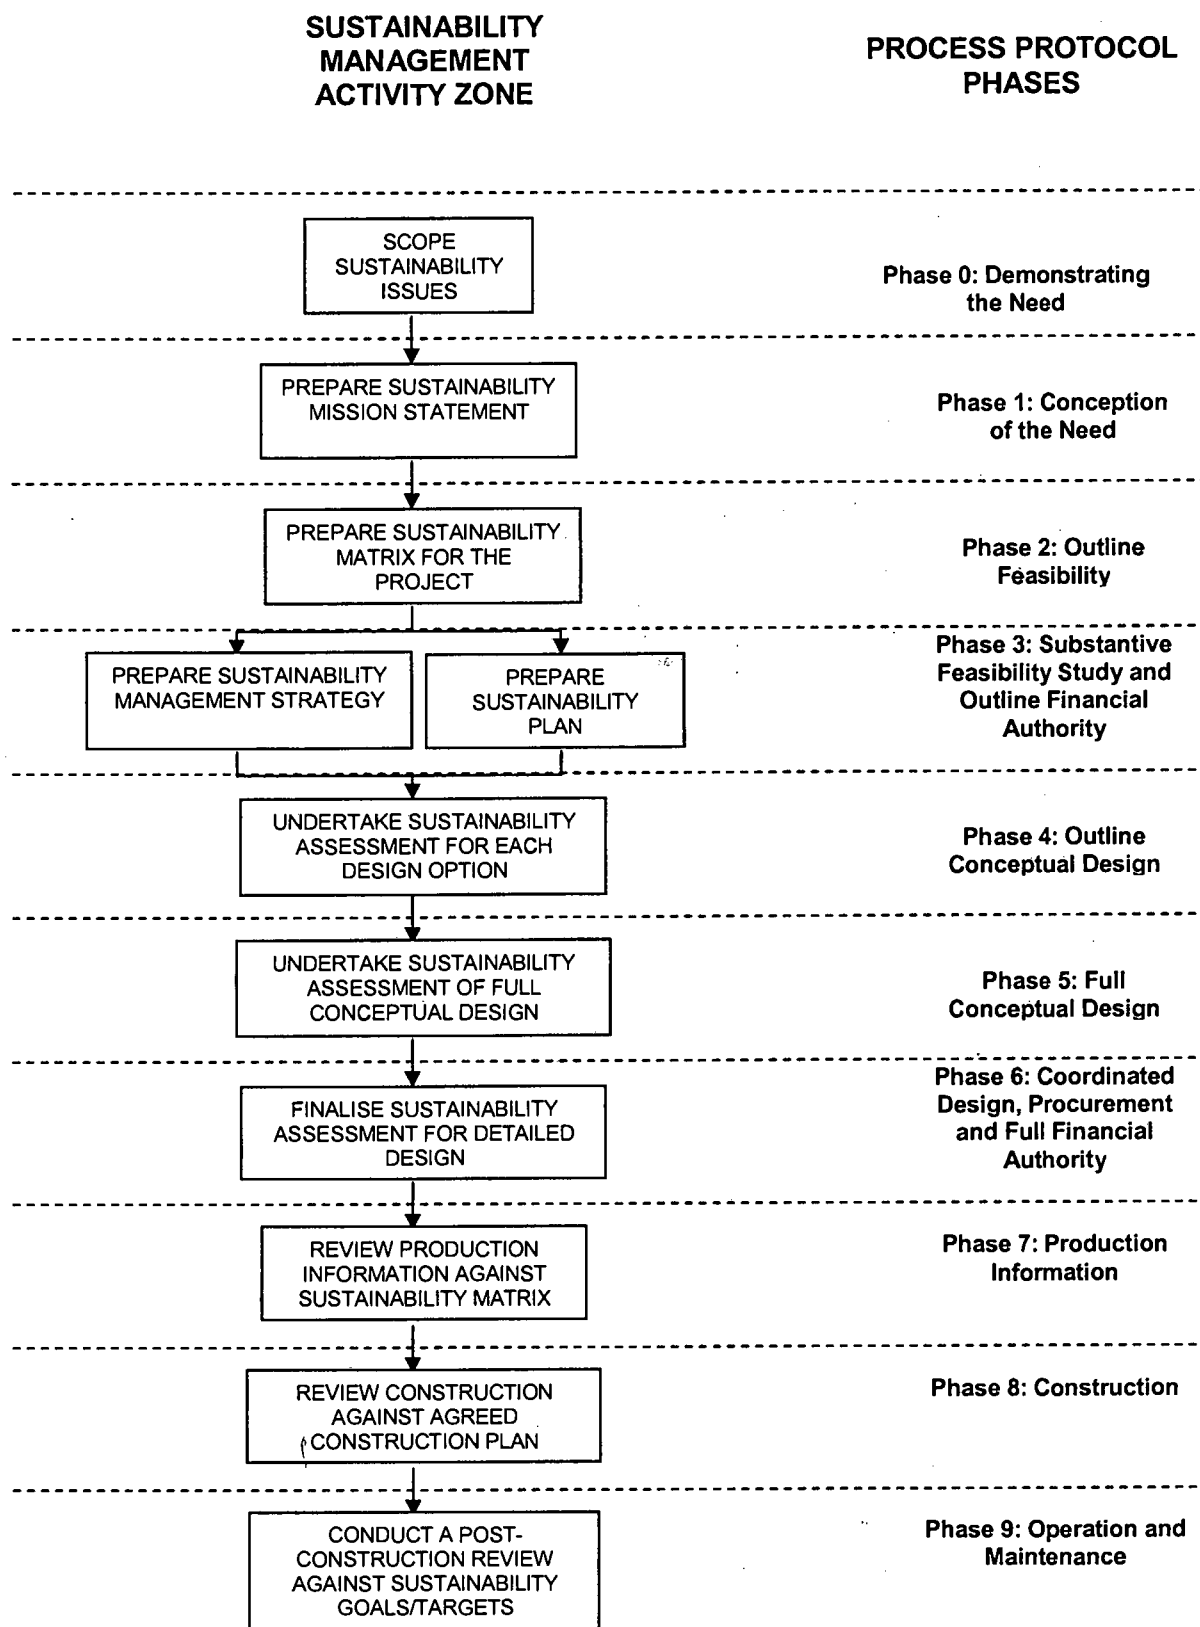 SUSTAINABILITY
MANAGEMENT
ACTIVITY ZONE
PROCESS PROTOCOL
PHASES
SCOPE
SUSTAINABILITY
ISSUES
Phase 0: Demonstrating
the Need
PREPARE SUSTAINABILITY
MISSION STATEMENT
Phase 1: Conception
of the Need
PREPARE SUSTAINABILITY
MATRIX FOR THE
PROJECT
Phase 2: Outline
Feasibility
PREPARE SUSTAINABILITY
MANAGEMENT STRATEGY
PREPARE
SUSTAINABILITY
PLAN
Phase 3: Substantive
Feasibility Study and
Outline Financial
Authority
UNDERTAKE SUSTAINABILITY
ASSESSMENT FOR EACH
DESIGN OPTION
Phase 4: Outline
Conceptual Design
UNDERTAKE SUSTAINABILITY
ASSESSMENT OF FULL
CONCEPTUAL DESIGN
Phase 5: Full
Conceptual Design
FINALISE SUSTAINABILITY
ASSESSMENT FOR DETAILED
DESIGN
Phase 6: Coordinated
Design, Procurement
and Full Financial
Authority
REVIEW PRODUCTION
INFORMATION AGAINST
SUSTAINABILITY MATRIX
Phase 7: Production
Information
REVIEW CONSTRUCTION
AGAINST AGREED
CONSTRUCTION PLAN
Phase 8: Construction
CONDUCT A POST-
CONSTRUCTION REVIEW
AGAINST SUSTAINABILITY
GOALS/TARGETS
Phase 9: Operation and
Maintenance